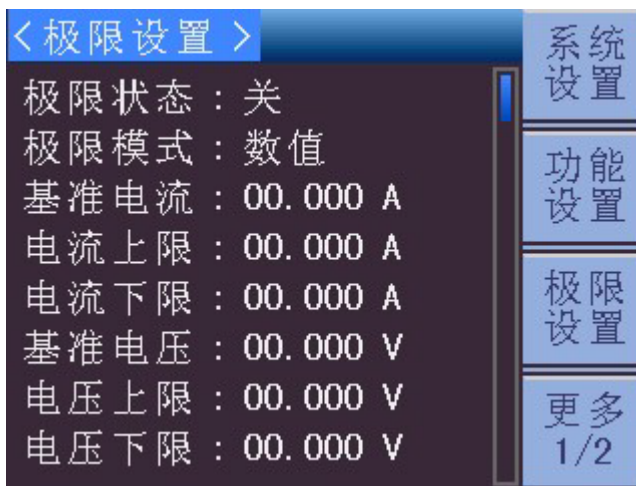 <极限设置 >
极限状态：关
极限模式：数值
基准电流：00.000 A
电流上限：00.000 A
电流下限：00.000 A
基准电压：00.000 V
电压上限：00.000 V
电压下限：00.000 V
系统
设置
功能
设置
极限
设置
更多
1/2